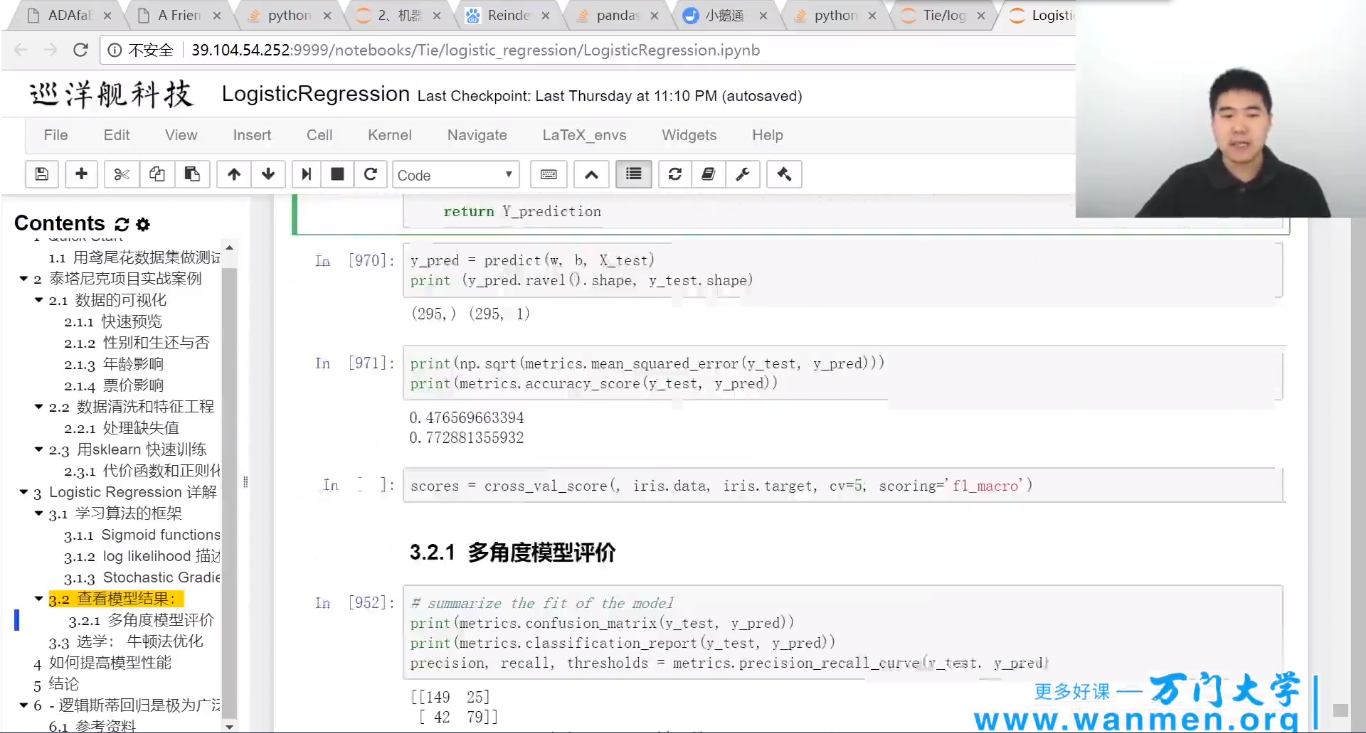 ADAfaB
A Frien
python
2、机器
Reinde
pandas
小鹅通
python
Tie/log
Logisti
不安全
39.104.54.252:9999/notebooks/Tie/logistic_regression/LogisticRegression.ipynb
巡洋舰科技
LogisticRegression Last Checkpoint: Last Thursday at 11:10 PM (autosaved)
File Edit View Insert Cell Kernel Navigate LaTeX_envs Widgets Help
Code
Contents
1 Quick Start
1.1 用鸢尾花数据集做测试
2 泰塔尼克项目实战案例
2.1 数据的可视化
2.1.1 快速预览
2.1.2 性别和生还与否
2.1.3 年龄影响
2.1.4 票价影响
2.2 数据清洗和特征工程
2.2.1 处理缺失值
2.3 用sklearn 快速训练
2.3.1 代价函数和正则化
3 Logistic Regression 详解
3.1 学习算法的框架
3.1.1 Sigmoid functions
3.1.2 log likelihood 描述
3.1.3 Stochastic Gradie
3.2 查看模型结果：
3.2.1 多角度模型评价
3.3 选学： 牛顿法优化
4 如何提高模型性能
5 结论
6 - 逻辑斯蒂回归是极为广泛
6.1 参考资料
return Y_prediction
In [970]: y_pred = predict(w, b, X_test)
print (y_pred.ravel().shape, y_test.shape)
(295,) (295, 1)
In [971]: print(np.sqrt(metrics.mean_squared_error(y_test, y_pred)))
print(metrics.accuracy_score(y_test, y_pred))
0.476569663394
0.772881355932
In [ ]: scores = cross_val_score(, iris.data, iris.target, cv=5, scoring='f1_macro')
3.2.1 多角度模型评价
In [952]: # summarize the fit of the model
print(metrics.confusion_matrix(y_test, y_pred))
print(metrics.classification_report(y_test, y_pred))
precision, recall, thresholds = metrics.precision_recall_curve(y_test, y_pred)
[[149 25]
[ 42 79]]
更多好课 — 万门大学
www.wanmen.org